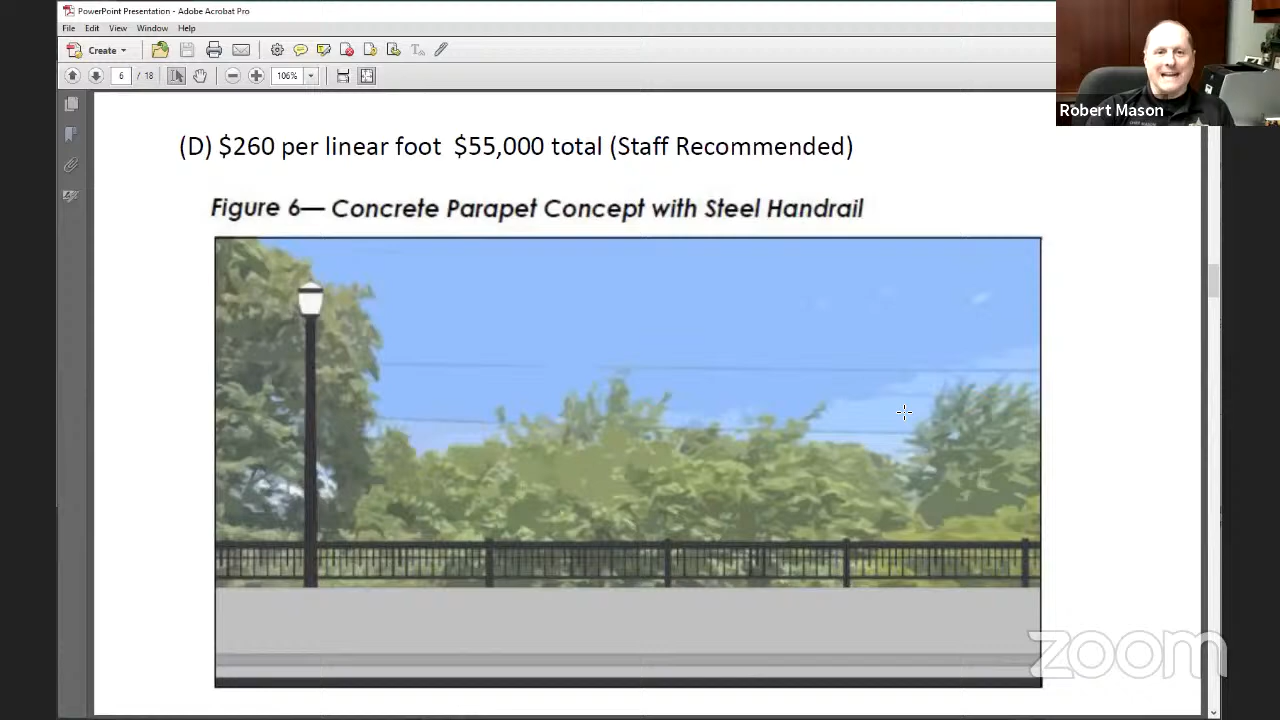 PowerPoint Presentation - Adobe Acrobat Pro
File Edit View Window Help
Create
6 / 18
106%
Robert Mason
(D) $260 per linear foot $55,000 total (Staff Recommended)
Figure 6— Concrete Parapet Concept with Steel Handrail
zoom